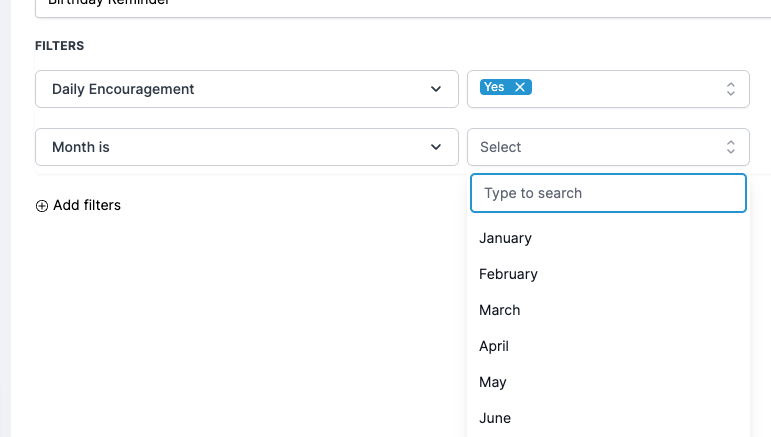 Birthday Reminder
FILTERS
Daily Encouragement
Yes
Month is
Select
Type to search
Add filters
January
February
March
April
May
June